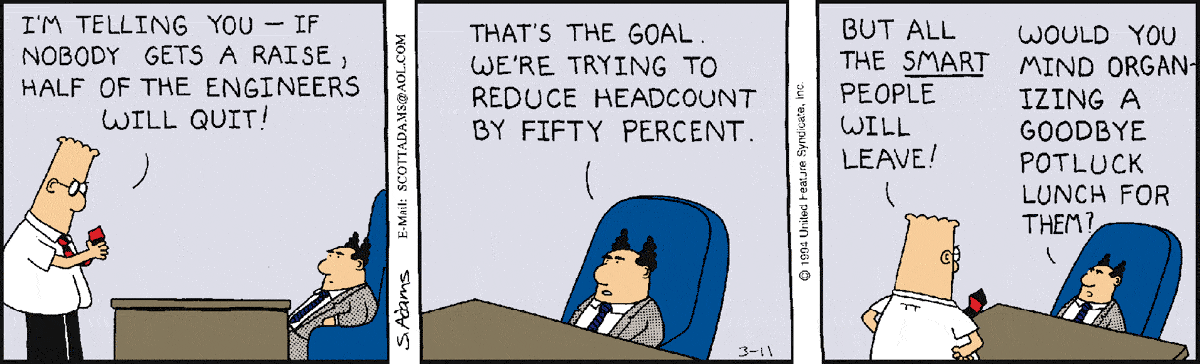 I'M TELLING YOU — IF
NOBODY GETS A RAISE,
HALF OF THE ENGINEERS
WILL QUIT!
S. Adams
E-Mail: SCOTTADAMS@AOL.COM
THAT'S THE GOAL.
WE'RE TRYING TO
REDUCE HEADCOUNT
BY FIFTY PERCENT.
3-11
© 1994 United Feature Syndicate, Inc.
BUT ALL
THE SMART
PEOPLE
WILL
LEAVE!
WOULD YOU
MIND ORGAN-
IZING A
GOODBYE
POTLUCK
LUNCH FOR
THEM?